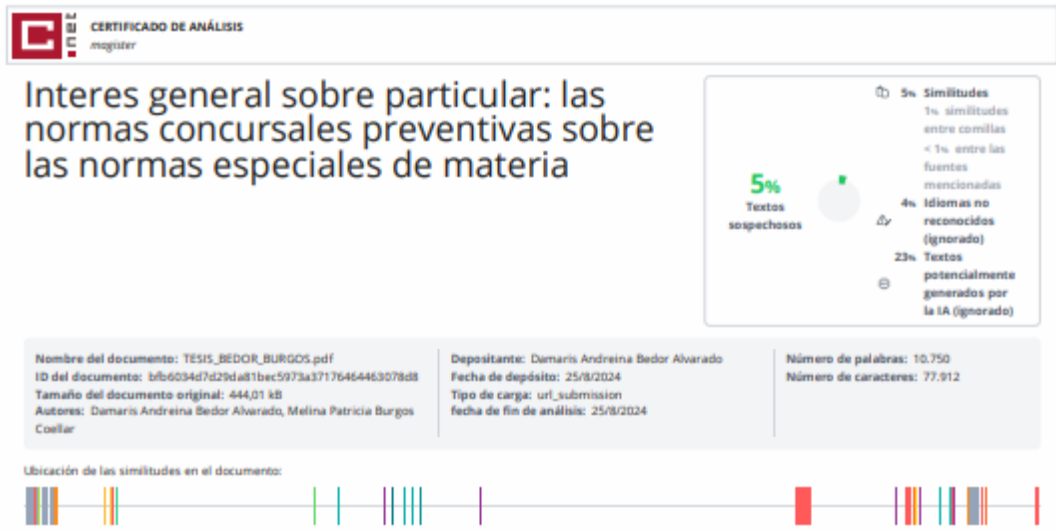 C .net
CERTIFICADO DE ANÁLISIS
magister
Interes general sobre particular: las
normas concursales preventivas sobre
las normas especiales de materia
5%
Textos
sospechosos
5% Similitudes
1% similitudes
entre comillas
< 1% entre las
fuentes
mencionadas
4% Idiomas no
reconocidos
(ignorado)
23% Textos
potencialmente
generados por
la IA (ignorado)
Nombre del documento: TESIS_BEDOR_BURGOS.pdf
ID del documento: bfb6034d7d29da81bec5973a37176464463078d8
Tamaño del documento original: 444,01 kB
Autores: Damaris Andreina Bedor Alvarado, Melina Patricia Burgos
Coellar
Depositante: Damaris Andreina Bedor Alvarado
Fecha de depósito: 25/8/2024
Tipo de carga: url_submission
fecha de fin de análisis: 25/8/2024
Número de palabras: 10.750
Número de caracteres: 77.912
Ubicación de las similitudes en el documento: